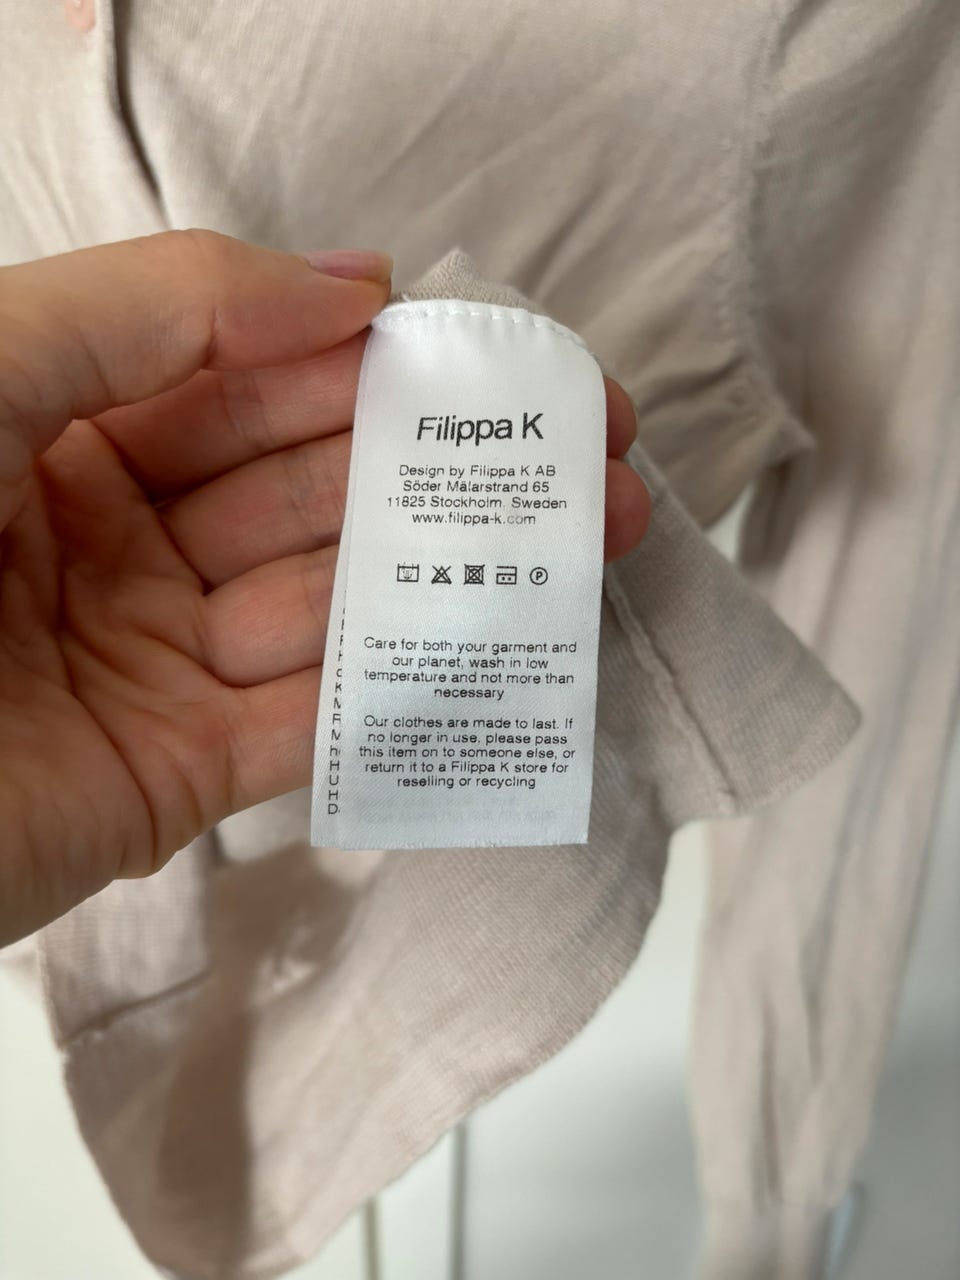 Filippa K
Design by Filippa K AB
Söder Mälarstrand 65
11825 Stockholm. Sweden
www.filippa-k.com
P
Care for both your garment and
our planet, wash in low
temperature and not more than
necessary
Our clothes are made to last. If
no longer in use, please pass
this item on to someone else, or
return it to a Filippa K store for
reselling or recycling